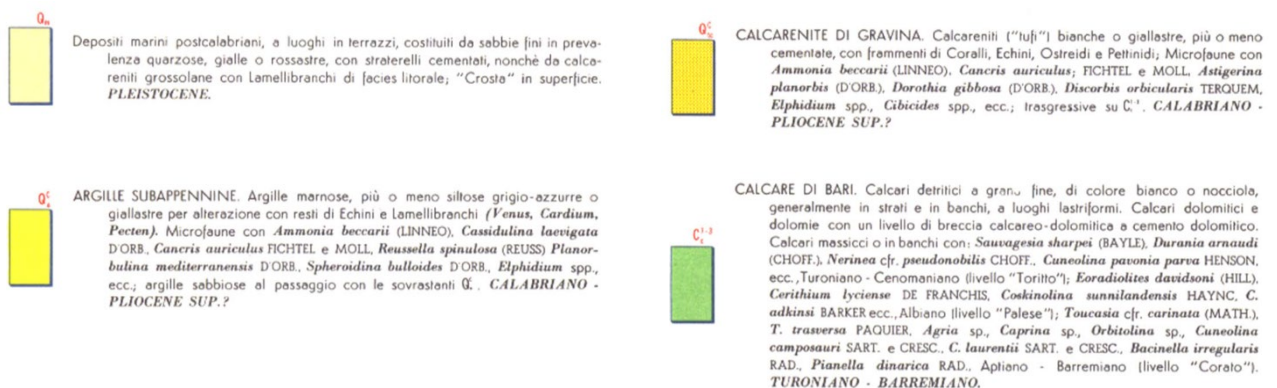 Qm
Depositi marini postcalabriani, a luoghi in terrazzi, costituiti da sabbie fini in preva-
lenza quarzose, gialle o rossastre, con straterelli cementati, nonchè da calca-
reniti grossolane con Lamellibranchi di facies litorale; "Crosta" in superficie.
PLEISTOCENE.
ARGILLE SUBAPPENNINE. Argille marnose, più o meno siltose grigio-azzurre o
giallastre per alterazione con resti di Echini e Lamellibranchi (Venus, Cardium,
Pecten). Microfaune con Ammonia beccarii (LINNEO), Cassidulina laevigata
D'ORB., Cancris auriculus FICHTEL e MOLL, Reussella spinulosa (REUSS) Planor-
bulina mediterranensis D'ORB., Spheroidina bulloides D'ORB., Elphidium spp.,
ecc.; argille sabbiose al passaggio con le sovrastanti CALABRIANO -
PLIOCENE SUP.?
CALCARENITE DI GRAVINA. Calcareniti ("tufi") bianche o giallastre, più o meno
cementate, con frammenti di Coralli, Echini, Ostreidi e Pettinidi; Microfaune con
Ammonia beccarii (LINNEO), Cancris auriculus; FICHTEL e MOLL, Astigerina
planorbis (D'ORB.), Dorothia gibbosa (D'ORB.), Discorbis orbicularis TERQUEM,
Elphidium spp., Cibicides spp., ecc.; trasgressive su CALABRIANO -
PLIOCENE SUP.?
CALCARE DI BARI. Calcari detritici a grana fine, di colore bianco o nocciola,
generalmente in strati e in banchi, a luoghi lastriformi. Calcari dolomitici e
dolomie con un livello di breccia calcareo-dolomitica a cemento dolomitico.
Calcari massicci o in banchi con: Sauvagesia sharpei (BAYLE), Durania arnaudi
(CHOFF.), Nerinea cfr. pseudonobilis CHOFF., Cuneolina pavonia parva HENSON,
ecc., Turoniano - Cenomaniano (livello "Toritto"); Eoradiolites davidsoni (HILL),
Cerithium lyciense DE FRANCHIS, Coskinolina sunnilandensis HAYNC, C.
adkinsi BARKER ecc., Albiano (livello "Palese"); Toucasia cfr. carinata (MATH.),
T. trasversa PAQUIER, Agria sp., Caprina sp., Orbitolina sp., Cuneolina
camposauri SART. e CRESC., C. laurentii SART. e CRESC., Bacinella irregularis
RAD., Pianella dinarica RAD., Aptiano - Barremiano (livello "Corato").
TURONIANO - BARREMIANO.